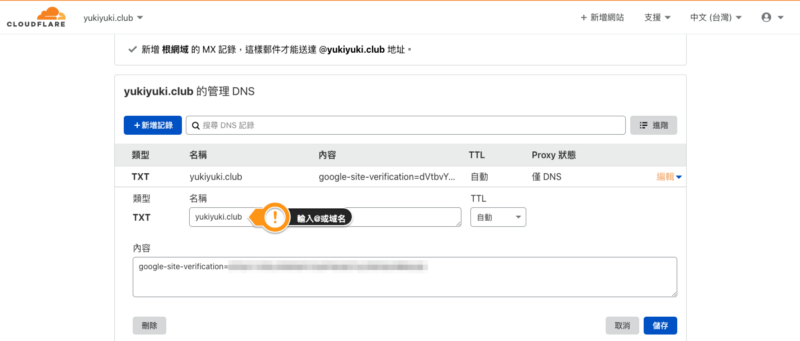 CLOUDFLARE yukiyuki.club + 新增網站 支援 中文 (台灣)
新增 根網域 的 MX 記錄，這樣郵件才能送達 @yukiyuki.club 地址。
yukiyuki.club 的管理 DNS
+新增記錄 搜尋 DNS 記錄 進階
類型 名稱 內容 TTL Proxy 狀態
TXT yukiyuki.club google-site-verification=dVtbvY... 自動 僅 DNS 編輯
類型 名稱 TTL
TXT yukiyuki.club ! 輸入@或域名 自動
內容
google-site-verification=
刪除 取消 儲存